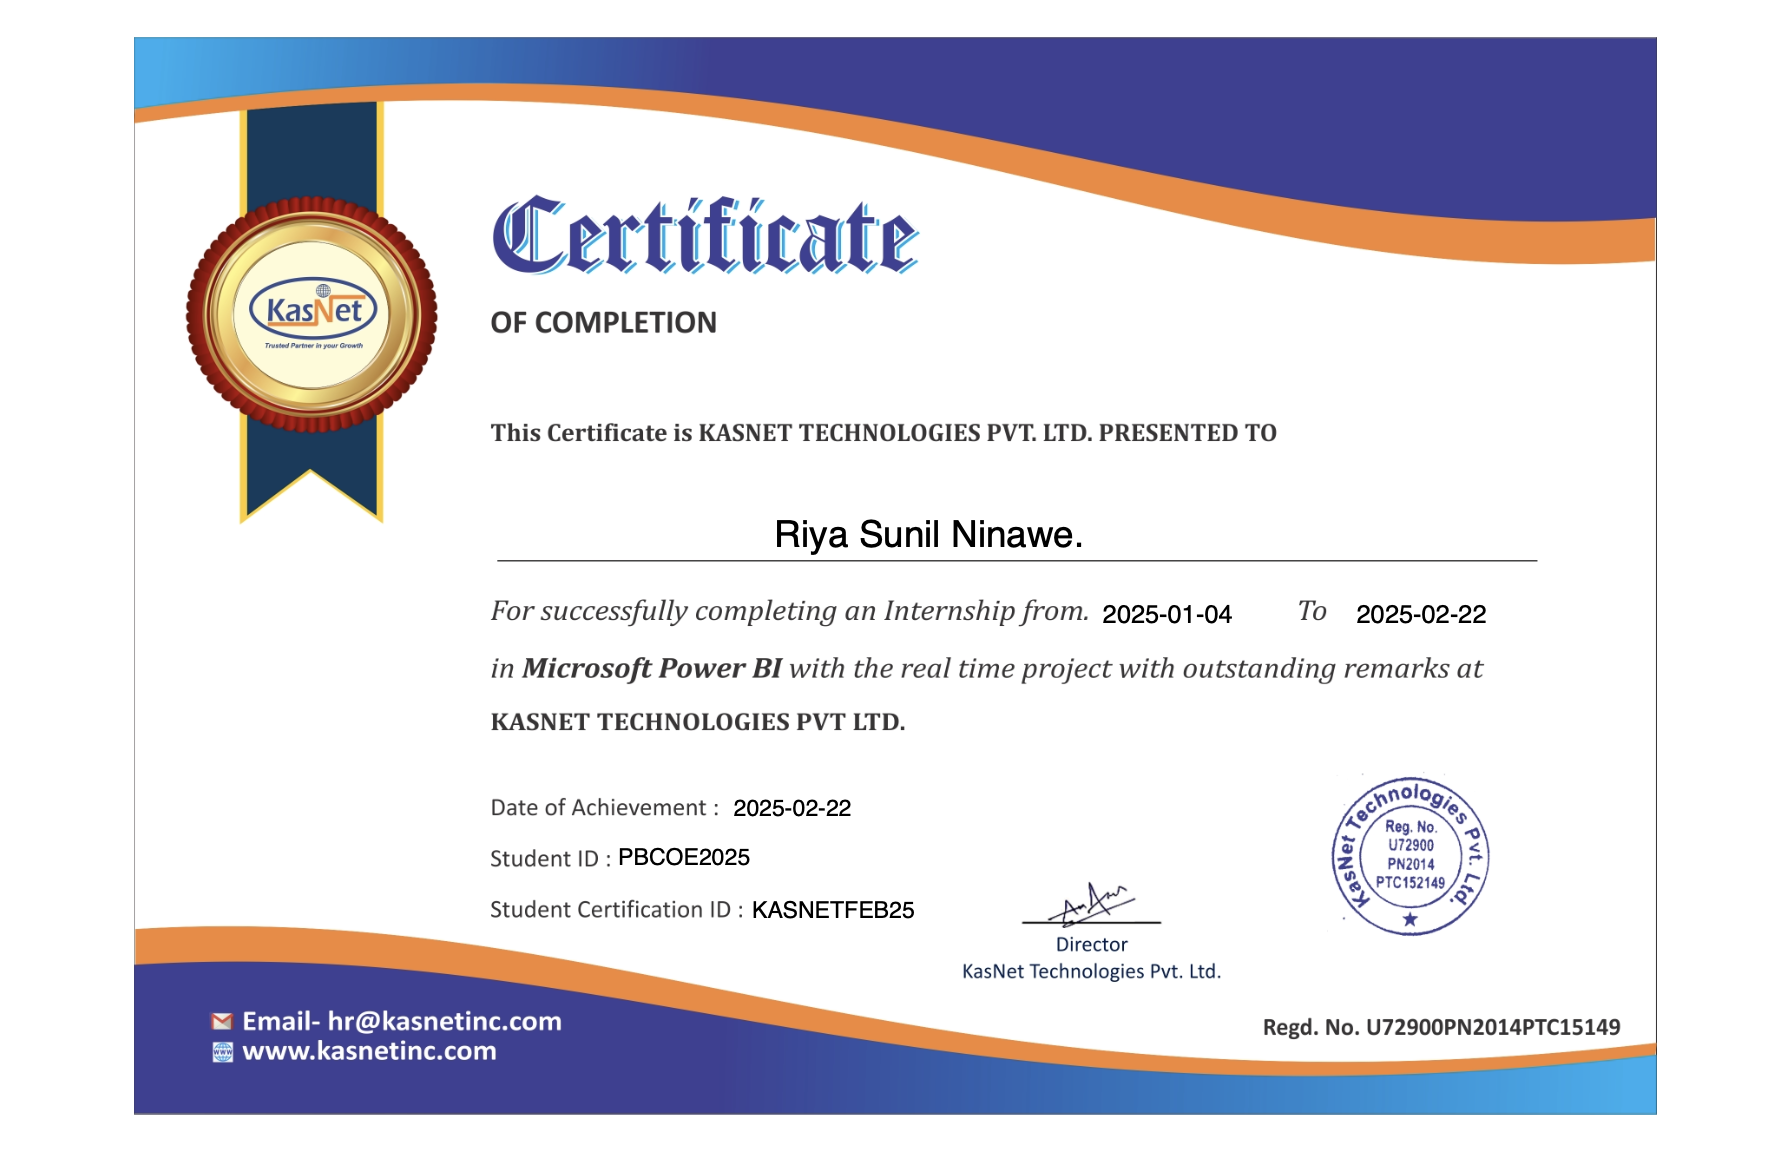 Certificate
OF COMPLETION
KasNet
Trusted Partner in your Growth
This Certificate is KASNET TECHNOLOGIES PVT. LTD. PRESENTED TO
Riya Sunil Ninawe.
For successfully completing an Internship from. 2025-01-04 To 2025-02-22
in Microsoft Power BI with the real time project with outstanding remarks at
KASNET TECHNOLOGIES PVT LTD.
Date of Achievement : 2025-02-22
Student ID : PBCOE2025
Student Certification ID : KASNETFEB25
Director
KasNet Technologies Pvt. Ltd.
KasNet Technologies Pvt. Ltd.
Reg. No.
U72900
PN2014
PTC152149
Email- hr@kasnetinc.com
www
www.kasnetinc.com
Regd. No. U72900PN2014PTC15149